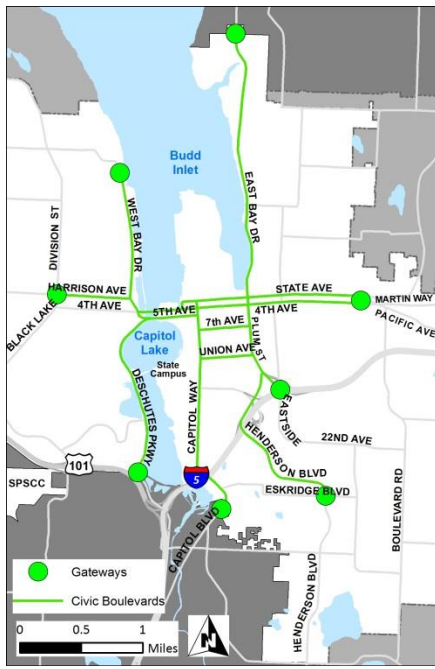 Budd
Inlet
EAST BAY DR
WEST BAY DR
DIVISION ST
HARRISON AVE
4TH AVE
BLACK LAKE
5TH AVE
STATE AVE
4TH AVE
MARTIN WAY
PACIFIC AVE
7th AVE
PLUM ST
UNION AVE
Capitol
Lake
State
Campus
CAPITOL WAY
DESCHUTES PKWY
EASTSIDE
22ND AVE
HENDERSON BLVD
ESKRIDGE BLVD
BOULEVARD RD
101
5
SPSCC
CAPITOL BLVD
HENDERSON BLVD
Gateways
Civic Boulevards
0 0.5 1
Miles
N